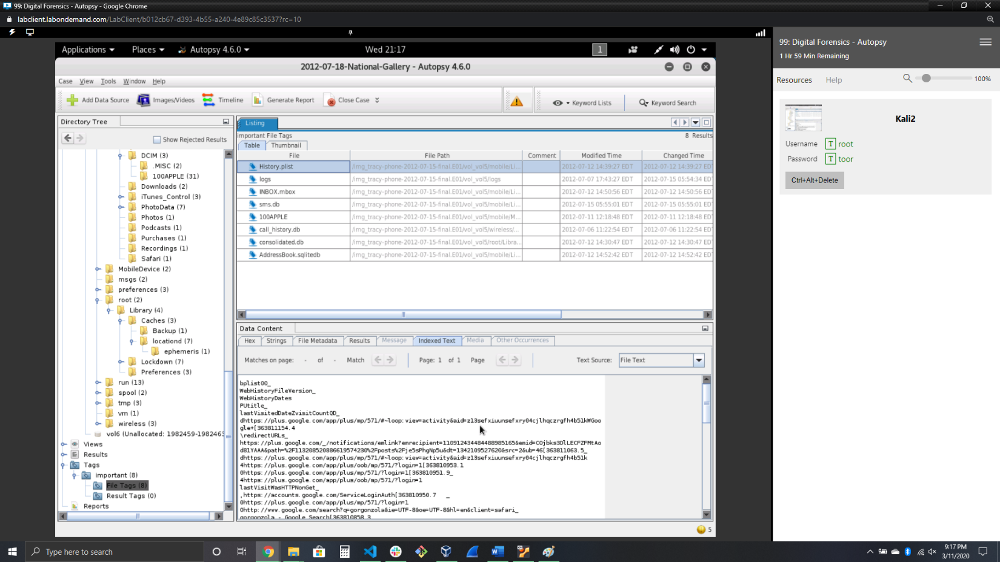 99: Digital Forensics - Autopsy - Google Chrome
labclient.labondemand.com/LabClient/b012cb67-d393-4b55-a240-4e89c85c3537?rc=10
Applications Places Autopsy 4.6.0 Wed 21:17 1
2012-07-18-National-Gallery - Autopsy 4.6.0
Case View Tools Window Help
Add Data Source Images/Videos Timeline Generate Report Close Case Keyword Lists Keyword Search
Directory Tree
Show Rejected Results
DCIM (3)
.MISC (2)
100APPLE (31)
Downloads (2)
iTunes_Control (3)
PhotoData (7)
Photos (1)
Podcasts (1)
Purchases (1)
Recordings (1)
Safari (1)
MobileDevice (2)
msgs (2)
preferences (3)
root (2)
Library (4)
Caches (3)
Backup (1)
locationd (7)
ephemeris (1)
Lockdown (7)
Preferences (3)
run (13)
spool (2)
tmp (3)
vm (1)
wireless (3)
vol6 (Unallocated: 1982459-1982463
Views
Results
Tags
important (8)
File Tags (8)
Result Tags (0)
Reports
Listing
important File Tags 8 Results
Table Thumbnail
File File Path Comment Modified Time Changed Time
History.plist /img_tracy-phone-2012-07-15-final.E01/vol_vol5/mobile/Li... 2012-07-12 14:39:27 EDT 2012-07-12 14:39:27 ED
logs /img_tracy-phone-2012-07-15-final.E01/vol_vol5/logs 2012-07-07 17:43:27 EDT 2012-07-15 05:54:34 ED
INBOX.mbox /img_tracy-phone-2012-07-15-final.E01/vol_vol5/mobile/Li... 2012-07-12 14:50:56 EDT 2012-07-12 14:50:56 ED
sms.db /img_tracy-phone-2012-07-15-final.E01/vol_vol5/mobile/Li... 2012-07-15 05:55:01 EDT 2012-07-15 05:55:01 ED
100APPLE /img_tracy-phone-2012-07-15-final.E01/vol_vol5/mobile/M... 2012-07-11 12:18:48 EDT 2012-07-11 12:18:48 ED
call_history.db /img_tracy-phone-2012-07-15-final.E01/vol_vol5/wireless/... 2012-07-06 11:22:54 EDT 2012-07-06 11:22:54 ED
consolidated.db /img_tracy-phone-2012-07-15-final.E01/vol_vol5/root/Libra... 2012-07-12 14:30:47 EDT 2012-07-12 14:30:47 ED
AddressBook.sqlitedb /img_tracy-phone-2012-07-15-final.E01/vol_vol5/mobile/Li... 2012-07-12 14:52:42 EDT 2012-07-12 14:52:42 ED
Data Content
Hex Strings File Metadata Results Message Indexed Text Media Other Occurrences
Matches on page: - of - Match Page: 1 of 1 Page Text Source: File Text
bplist00_
WebHistoryFileVersion_
WebHistoryDates
PUtitle_
lastVisitedDateZvisitCountQD_
dhttps://plus.google.com/app/plus/mp/571/#~loop:view=activity&aid=z13sefxiuunsefxry04cjlhqczrgfh4b51kWGoo
gle+[363811154.4
\redirectURLs_
https://plus.google.com/_/notifications/emlink?emrecipient=110912434484488985165&emid=COjbks3DlLECFZFMtAo
d81YAAA&path=%2F113208520886619574230%2Fposts%2Fje5sPhgNp5u&dt=1342109527620&src=2&ub=46[363811063.5_
dhttps://plus.google.com/app/plus/mp/571/#~loop:view=activity&aid=z13sefxiuunsefxry04cjlhqczrgfh4b51k
4https://plus.google.com/app/plus/oob/mp/571/?login=1[363810953.1
0https://plus.google.com/app/plus/mp/571/?login=1[363810951.9_
4https://plus.google.com/app/plus/oob/mp/571/?login=1
lastVisitWasHTTPNonGet_
,https://accounts.google.com/ServiceLoginAuth[363810950.7 _
0https://plus.google.com/app/plus/mp/571/?login=1
0http://www.google.com/search?q=gorgonzola&ie=UTF-8&oe=UTF-8&hl=en&client=safari_
gorgonzola - Google Search[363810858.3
5
99: Digital Forensics - Autopsy
1 Hr 59 Min Remaining
Resources Help 100%
Kali2
Username T root
Password T toor
Ctrl+Alt+Delete
Type here to search
9:17 PM
3/11/2020